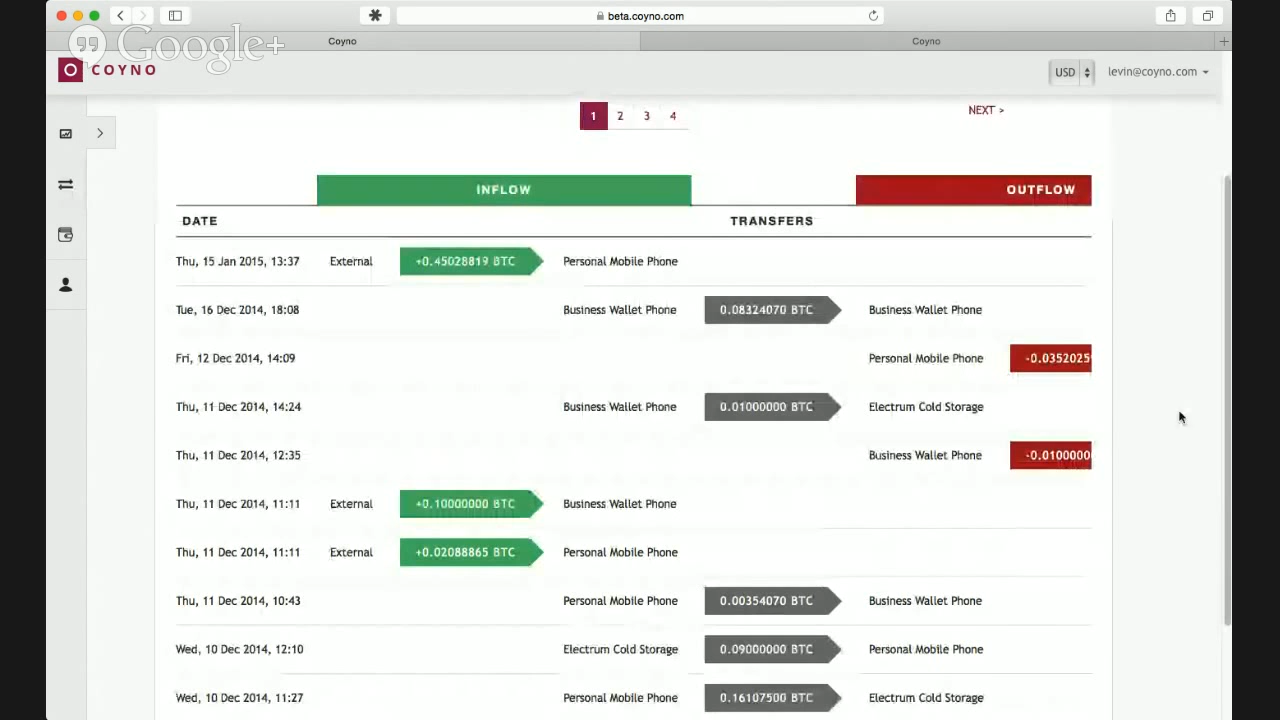 beta.coyno.com
Coyno
Coyno
Google+
COYNO
USD
levin@coyno.com
1 2 3 4
NEXT >
INFLOW
OUTFLOW
DATE
TRANSFERS
Thu, 15 Jan 2015, 13:37 External +0.45028819 BTC Personal Mobile Phone
Tue, 16 Dec 2014, 18:08 Business Wallet Phone 0.08324070 BTC Business Wallet Phone
Fri, 12 Dec 2014, 14:09 Personal Mobile Phone -0.0352025
Thu, 11 Dec 2014, 14:24 Business Wallet Phone 0.01000000 BTC Electrum Cold Storage
Thu, 11 Dec 2014, 12:35 Business Wallet Phone -0.0100000
Thu, 11 Dec 2014, 11:11 External +0.10000000 BTC Business Wallet Phone
Thu, 11 Dec 2014, 11:11 External +0.02088865 BTC Personal Mobile Phone
Thu, 11 Dec 2014, 10:43 Personal Mobile Phone 0.00354070 BTC Business Wallet Phone
Wed, 10 Dec 2014, 12:10 Electrum Cold Storage 0.09000000 BTC Personal Mobile Phone
Wed, 10 Dec 2014, 11:27 Personal Mobile Phone 0.16107500 BTC Electrum Cold Storage